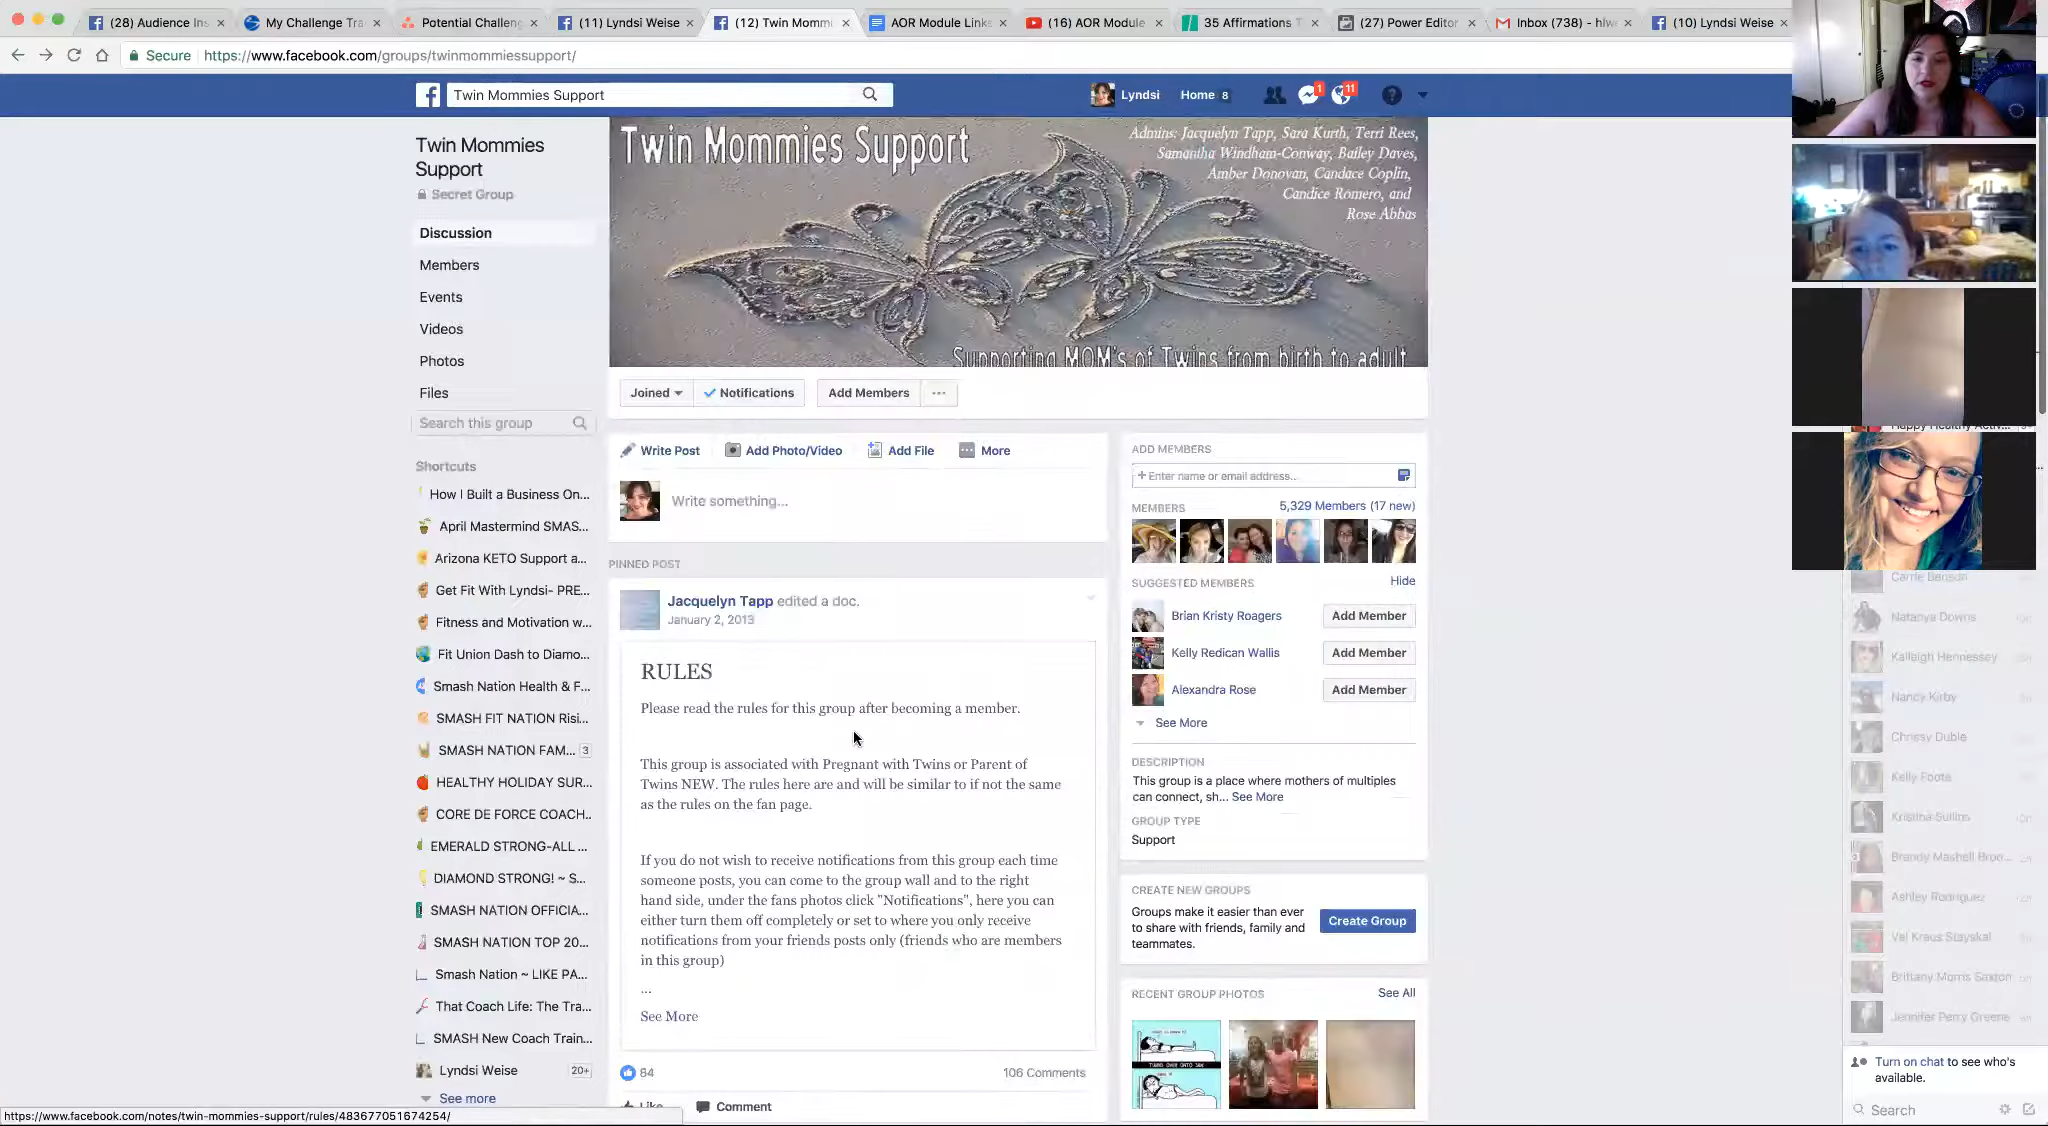 (28) Audience Ins
My Challenge Tra
Potential Challeng
(11) Lyndsi Weise
(12) Twin Mommi
AOR Module Link
(16) AOR Module
35 Affirmations T
(27) Power Editor
Inbox (738) - hlw
(10) Lyndsi Weise
Secure https://www.facebook.com/groups/twinmommiessupport/
Twin Mommies Support
Lyndsi
Home 8
1
11
Twin Mommies
Support
Secret Group
Discussion
Members
Events
Videos
Photos
Files
Search this group
Shortcuts
How I Built a Business On...
April Mastermind SMAS...
Arizona KETO Support a...
Get Fit With Lyndsi- PRE...
Fitness and Motivation w...
Fit Union Dash to Diamo...
Smash Nation Health & F...
SMASH FIT NATION Risi...
SMASH NATION FAM... 3
HEALTHY HOLIDAY SUR...
CORE DE FORCE COACH..
EMERALD STRONG-ALL ...
DIAMOND STRONG! ~ S...
SMASH NATION OFFICIA...
SMASH NATION TOP 20...
Smash Nation ~ LIKE PA...
That Coach Life: The Tra...
SMASH New Coach Train...
Lyndsi Weise 20+
See more
Twin Mommies Support
Admins: Jacquelyn Tapp, Sara Kurth, Terri Rees,
Samantha Windham-Conway, Bailey Daves,
Amber Donovan, Candace Coplin,
Candice Romero, and
Rose Abbas
Supporting MOM's of Twins from birth to adult
Joined
Notifications
Add Members
Write Post
Add Photo/Video
Add File
More
Write something...
PINNED POST
Jacquelyn Tapp edited a doc.
January 2, 2013
RULES
Please read the rules for this group after becoming a member.
This group is associated with Pregnant with Twins or Parent of
Twins NEW. The rules here are and will be similar to if not the same
as the rules on the fan page.
If you do not wish to receive notifications from this group each time
someone posts, you can come to the group wall and to the right
hand side, under the fans photos click "Notifications", here you can
either turn them off completely or set to where you only receive
notifications from your friends posts only (friends who are members
in this group)
...
See More
84
106 Comments
Like
Comment
ADD MEMBERS
+ Enter name or email address...
MEMBERS
5,329 Members (17 new)
SUGGESTED MEMBERS
Hide
Brian Kristy Roagers
Add Member
Kelly Redican Wallis
Add Member
Alexandra Rose
Add Member
See More
DESCRIPTION
This group is a place where mothers of multiples
can connect, sh... See More
GROUP TYPE
Support
CREATE NEW GROUPS
Groups make it easier than ever
to share with friends, family and
teammates.
Create Group
RECENT GROUP PHOTOS
See All
Happy Healthy Activ...
Carrie Benson
Natanya Downs
Kalleigh Hennessey
Nancy Kirby
Chrissy Duble
Kelly Foote
Kristina Sullins
Brandy Mashell Broo...
Ashley Rodriguez
Val Kraus Stayskal
Brittany Morris Saxton
Jennifer Perry Greene
Turn on chat to see who's
available.
Search
https://www.facebook.com/notes/twin-mommies-support/rules/483677051674254/